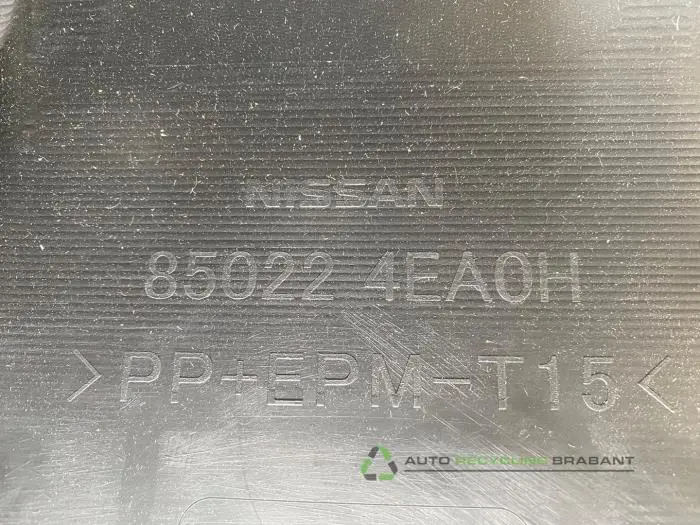 NISSAN
85022 4EA0H
>PP+EPM-T15<
AUTO RECYCLING BRABANT